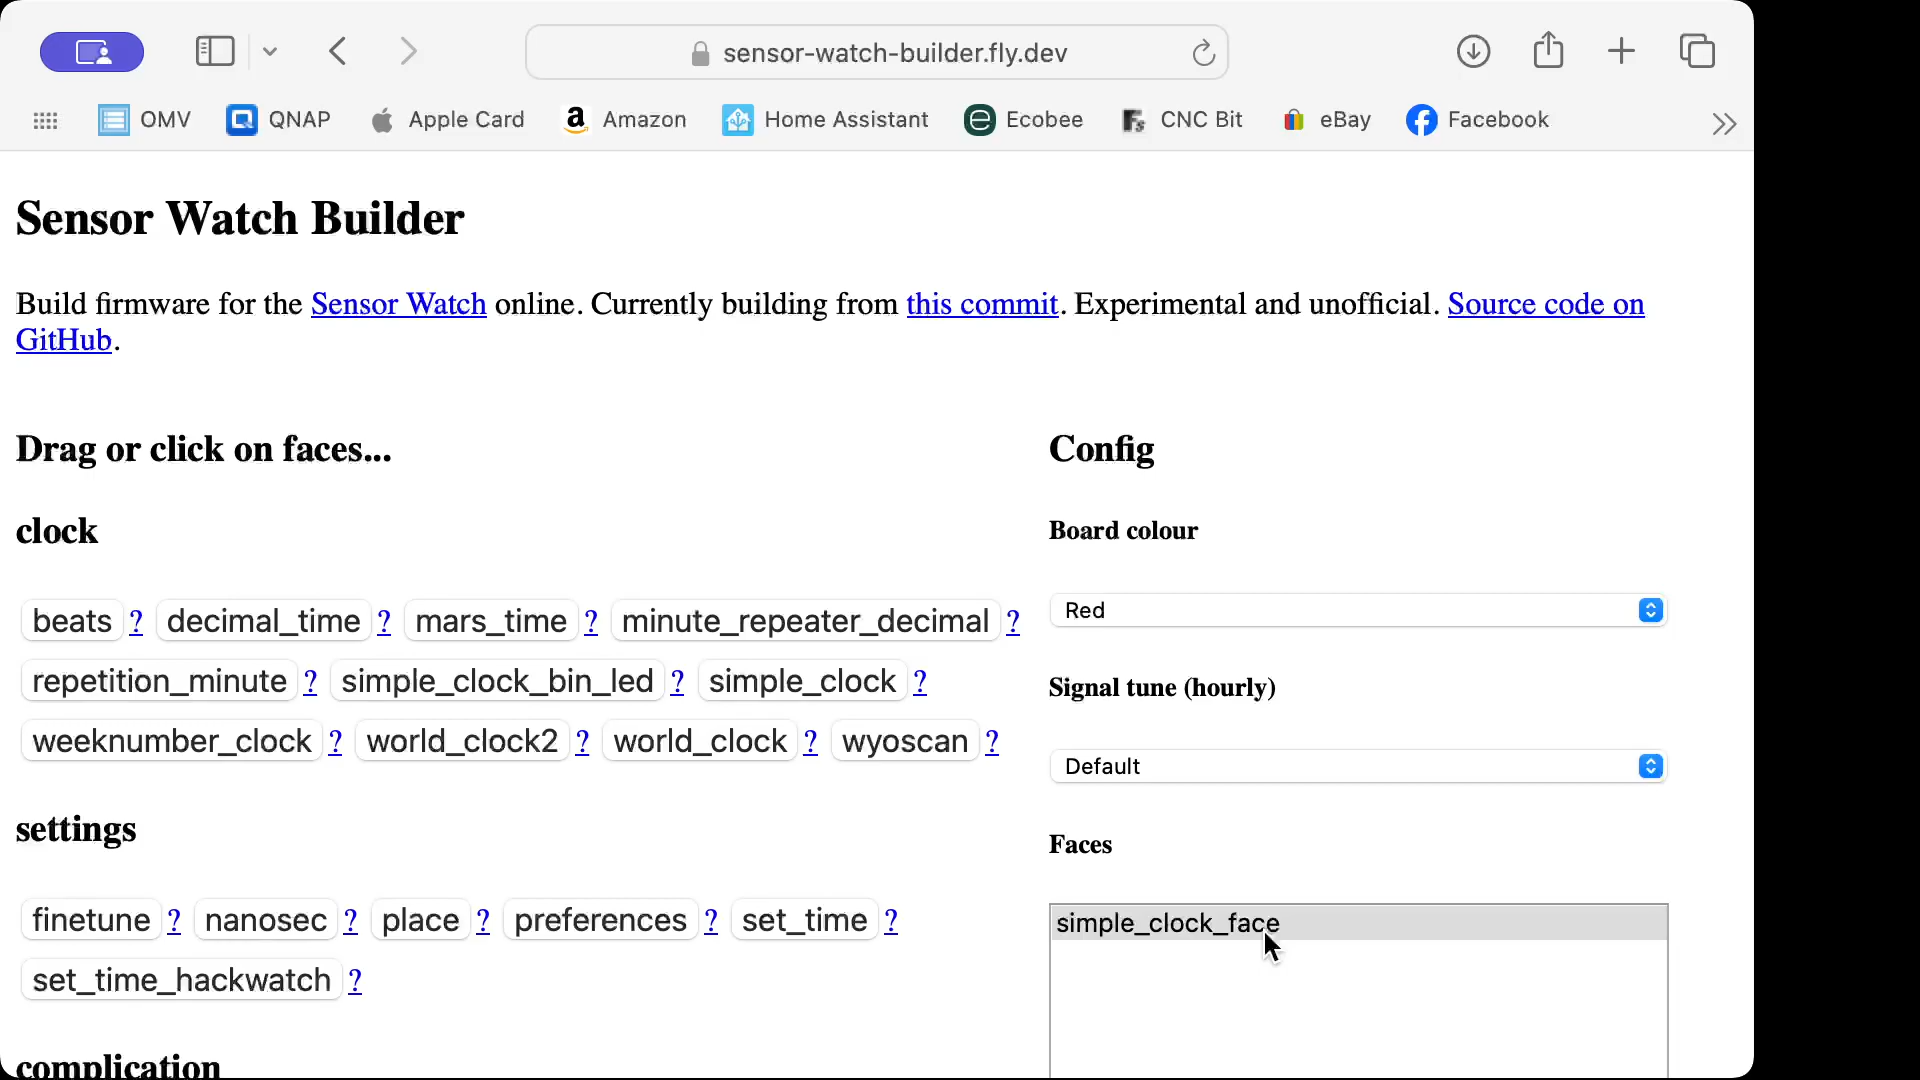 sensor-watch-builder.fly.dev
OMV QNAP Apple Card Amazon Home Assistant Ecobee CNC Bit eBay Facebook
Sensor Watch Builder
Build firmware for the Sensor Watch online. Currently building from this commit. Experimental and unofficial. Source code on
GitHub.
Drag or click on faces...
clock
beats ? decimal_time ? mars_time ? minute_repeater_decimal ?
repetition_minute ? simple_clock_bin_led ? simple_clock ?
weeknumber_clock ? world_clock2 ? world_clock ? wyoscan ?
settings
finetune ? nanosec ? place ? preferences ? set_time ?
set_time_hackwatch ?
complication
Config
Board colour
Red
Signal tune (hourly)
Default
Faces
simple_clock_face